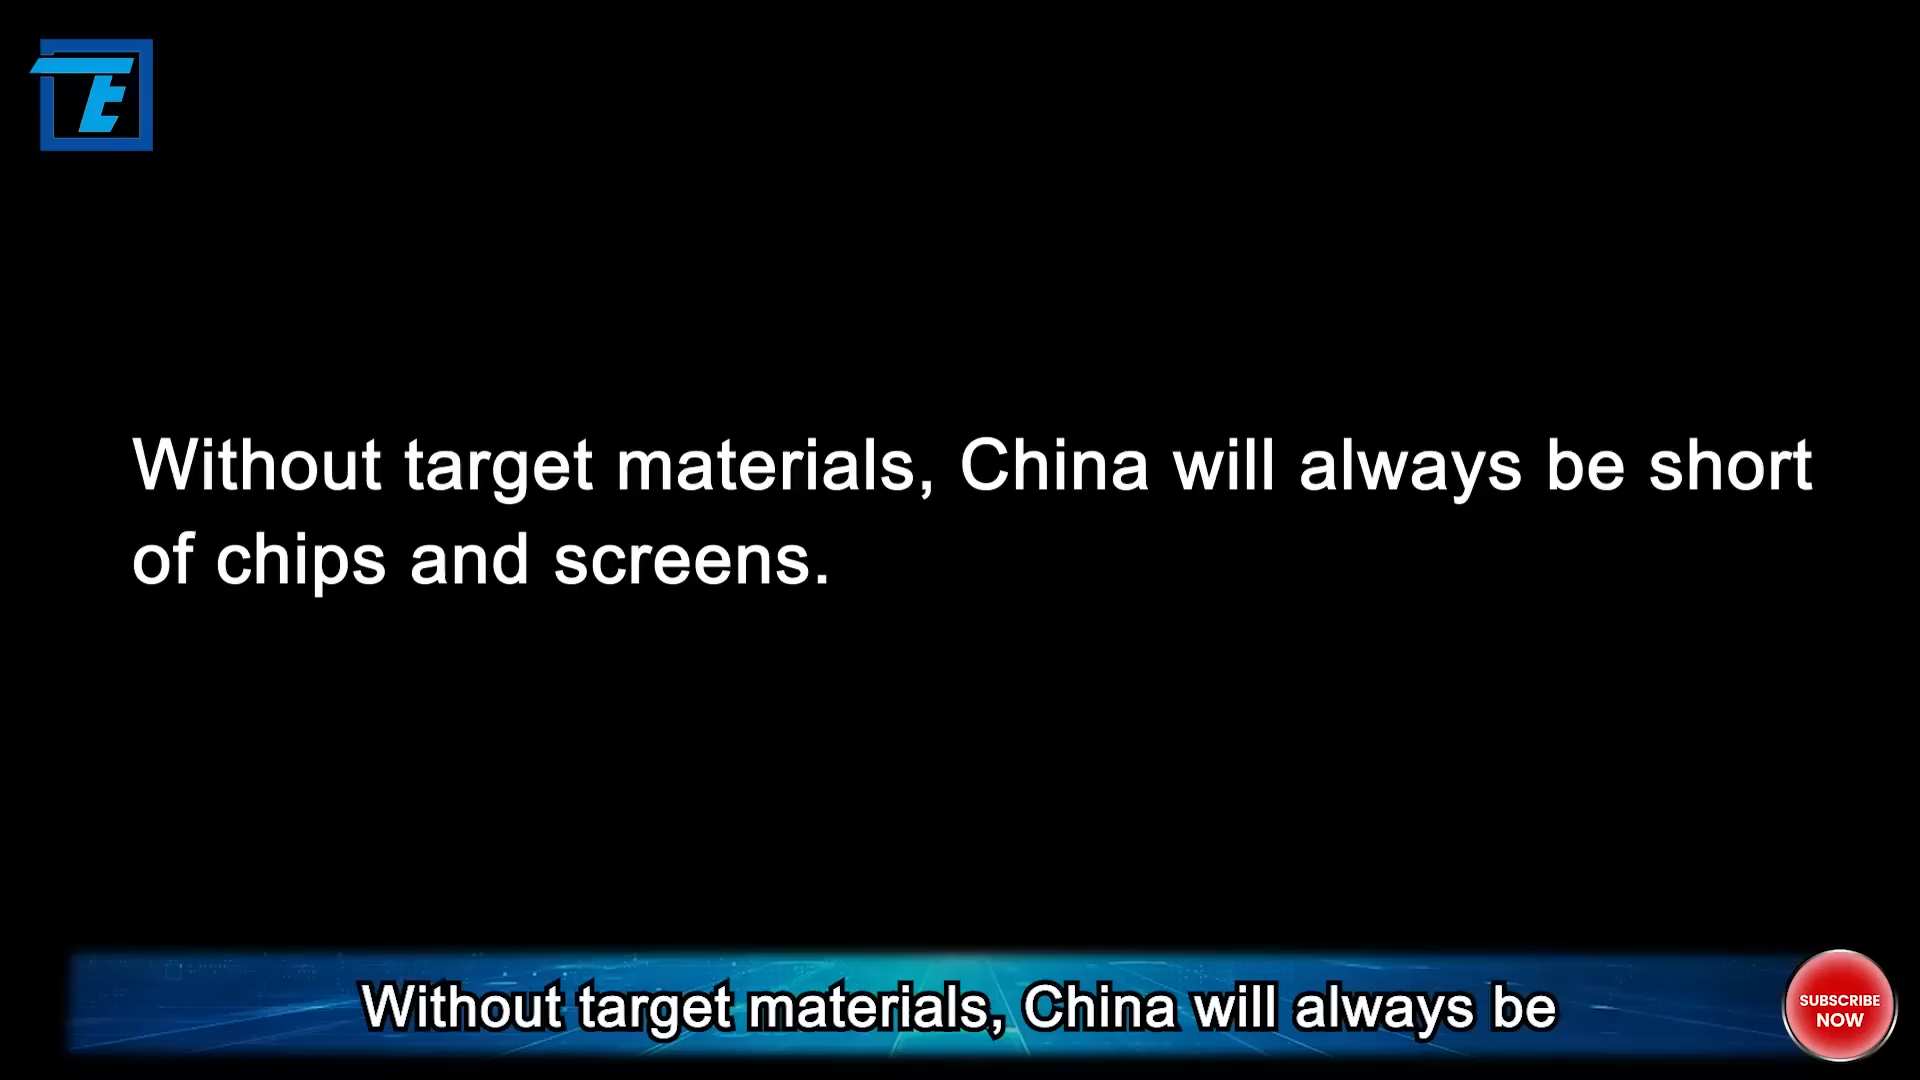 TE
Without target materials, China will always be short
of chips and screens.
Without target materials, China will always be
SUBSCRIBE
NOW